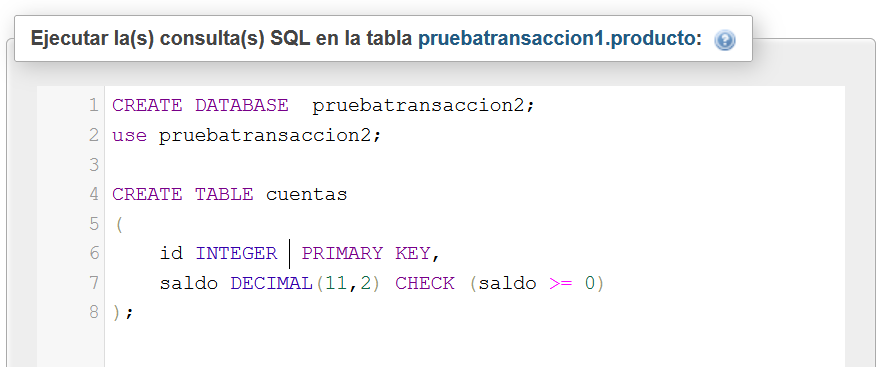 Ejecutar la(s) consulta(s) SQL en la tabla pruebatransaccion1.producto:
1 CREATE DATABASE  pruebatransaccion2;
2 use pruebatransaccion2;
3
4 CREATE TABLE cuentas
5 (
6     id INTEGER  PRIMARY KEY,
7     saldo DECIMAL(11,2) CHECK (saldo >= 0)
8 );